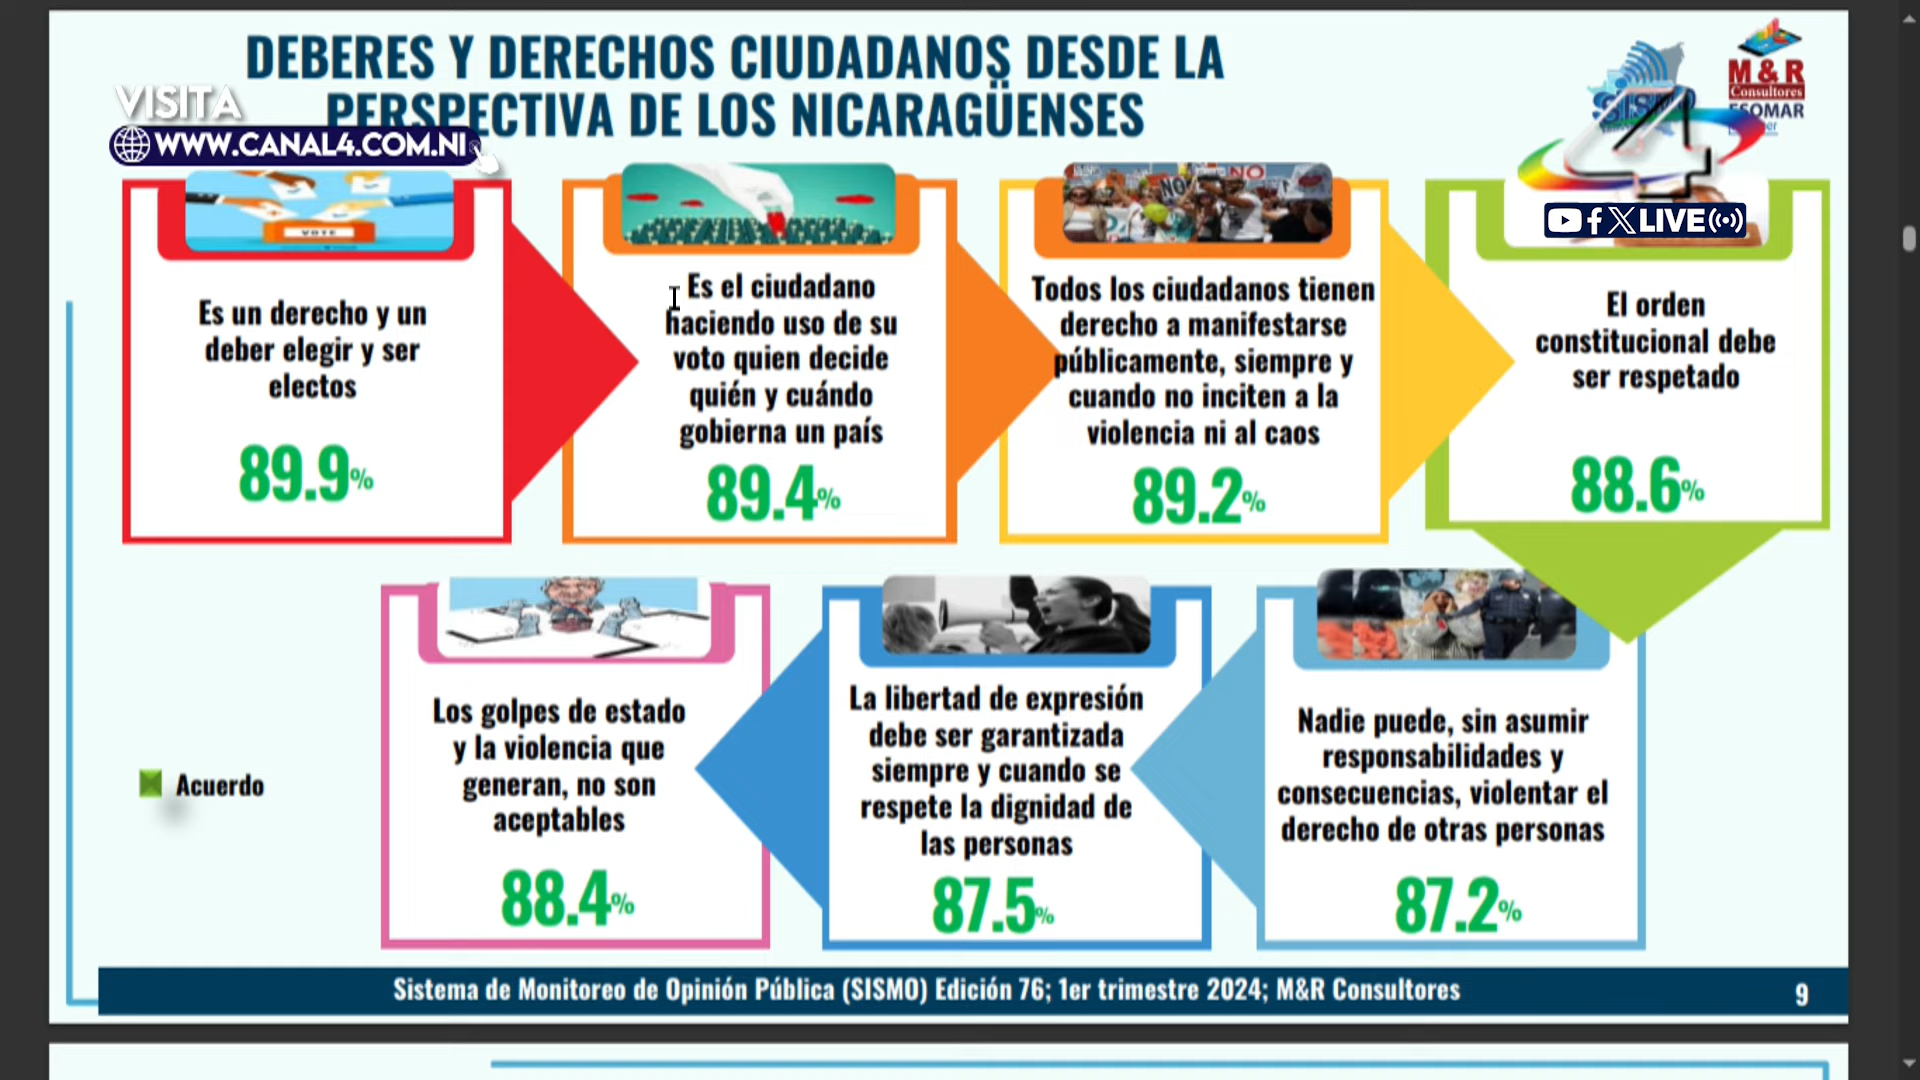 DEBERES Y DERECHOS CIUDADANOS DESDE LA
PERSPECTIVA DE LOS NICARAGÜENSES
VISITA
WWW.CANAL4.COM.NI
M&R
Consultores
ESOMAR
4
LIVE
VOTE
NO
NO
Es un derecho y un
deber elegir y ser
electos
89.9%
Es el ciudadano
haciendo uso de su
voto quien decide
quién y cuándo
gobierna un país
89.4%
Todos los ciudadanos tienen
derecho a manifestarse
públicamente, siempre y
cuando no inciten a la
violencia ni al caos
89.2%
El orden
constitucional debe
ser respetado
88.6%
Los golpes de estado
y la violencia que
generan, no son
aceptables
88.4%
La libertad de expresión
debe ser garantizada
siempre y cuando se
respete la dignidad de
las personas
87.5%
Nadie puede, sin asumir
responsabilidades y
consecuencias, violentar el
derecho de otras personas
87.2%
Acuerdo
Sistema de Monitoreo de Opinión Pública (SISMO) Edición 76; 1er trimestre 2024; M&R Consultores
9